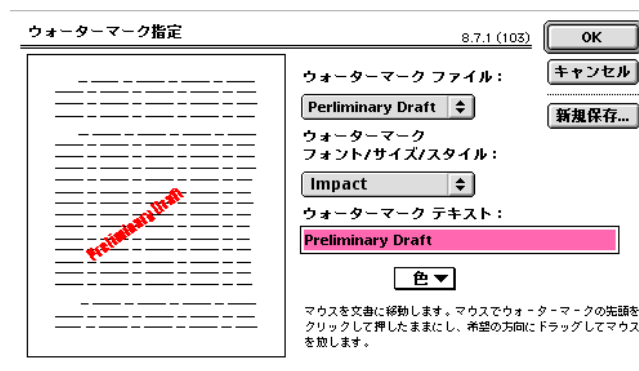 ウォーターマーク指定
8.7.1 (103)
OK
キャンセル
新規保存...
ウォーターマーク ファイル：
Perliminary Draft
ウォーターマーク
フォント/サイズ/スタイル：
Impact
ウォーターマーク テキスト：
Preliminary Draft
色▼
マウスを文書に移動します。マウスでウォーターマークの先頭を
クリックして押したままにし、希望の方向にドラッグしてマウス
を放します。
Preliminary Draft